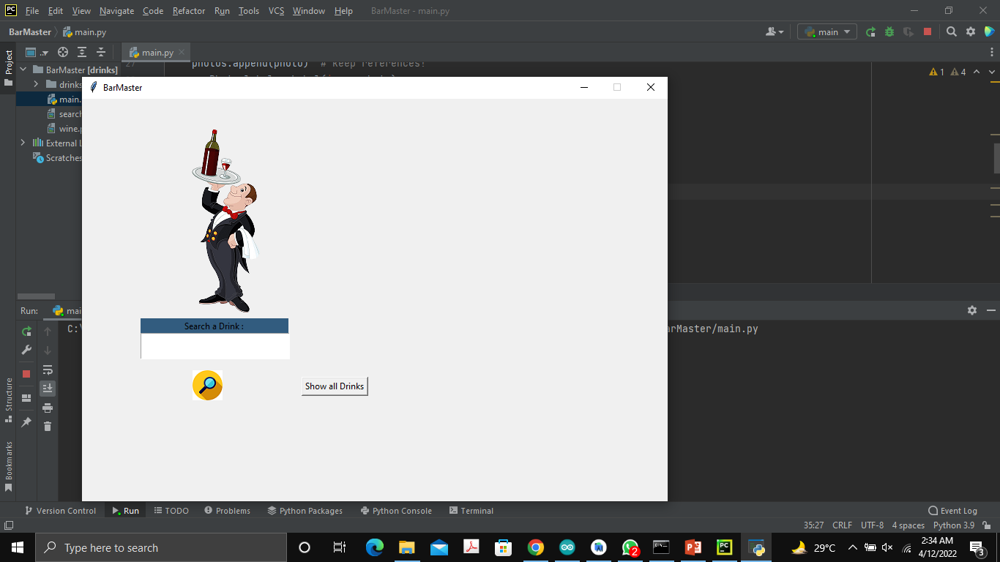 PC File Edit View Navigate Code Refactor Run Tools VCS Window Help BarMaster - main.py
BarMaster main.py main
Project .. main.py
27 photos.append(photo) # keep references!
BarMaster [drinks] 1 4
drinks
main.
search
wine.
External L
Scratches
BarMaster
Search a Drink :
Show all Drinks
Run: mai
C:\ arMaster/main.py
Structure
Bookmarks
Version Control Run TODO Problems Python Packages Python Console Terminal Event Log
35:27 CRLF UTF-8 4 spaces Python 3.9
Type here to search 2 PC 29°C 2:34 AM
4/12/2022 3